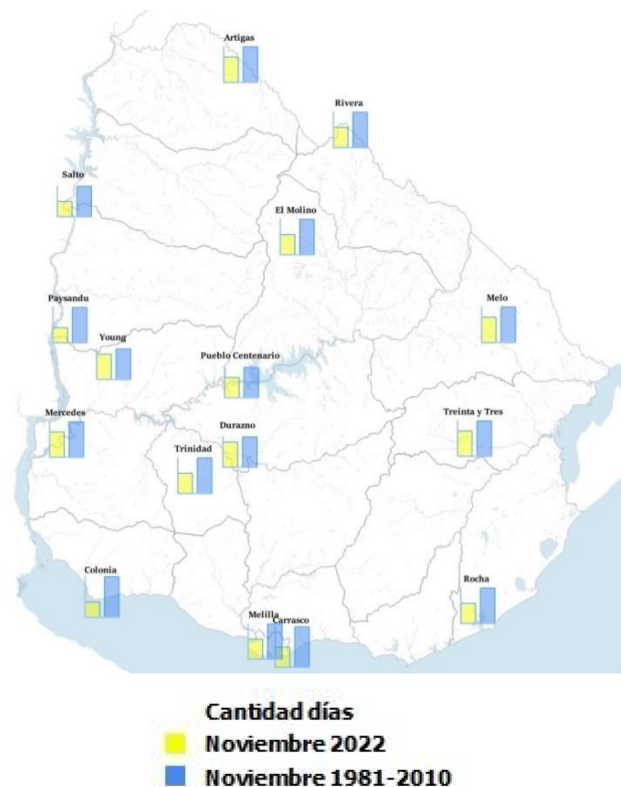 Artigas
Rivera
Salto
El Molino
Paysandu
Melo
Young
Pueblo Centenario
Mercedes
Treinta y Tres
Durazno
Trinidad
Colonia
Rocha
Melilla
Carrasco
Cantidad días
Noviembre 2022
Noviembre 1981-2010